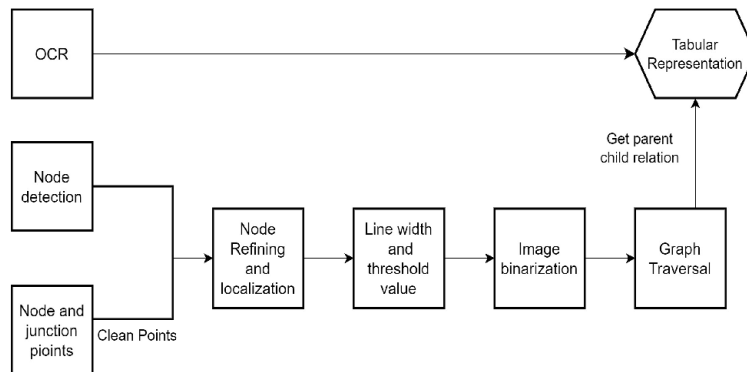 OCR
Tabular
Representation
Get parent
child relation
Node
detection
Node
Refining
and
localization
Line width
and
threshold
value
Image
binarization
Graph
Traversal
Node and
junction
pioints
Clean Points